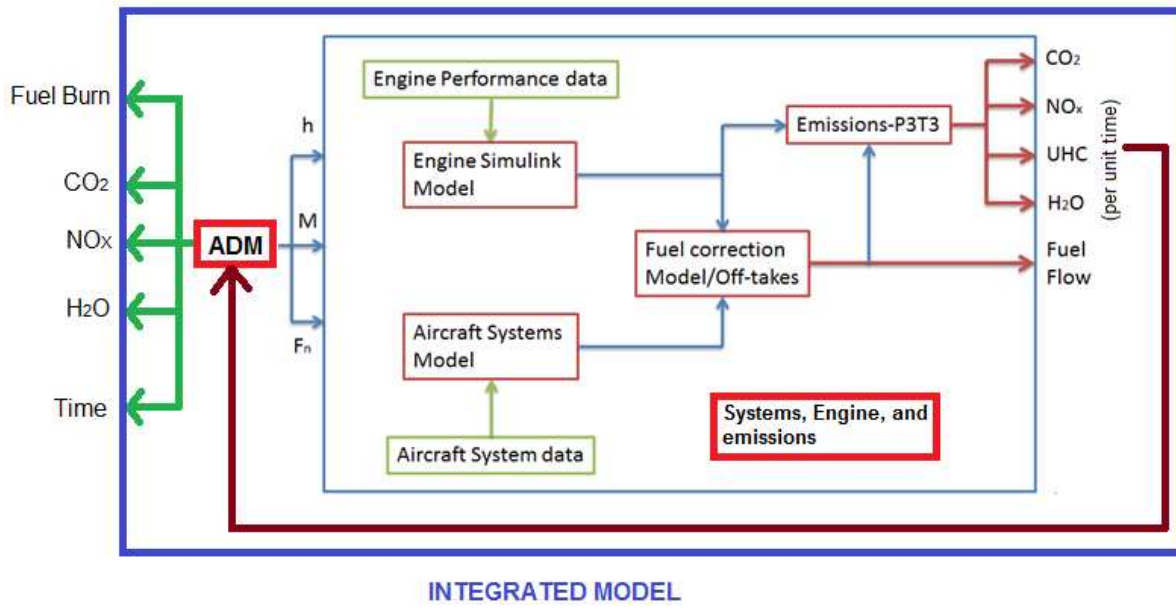 Fuel Burn
CO₂
NOX
H₂O
Time
ADM
h
M
Fn
Engine Performance data
Engine Simulink
Model
Emissions-P3T3
Fuel correction
Model/Off-takes
Aircraft Systems
Model
Aircraft System data
Systems, Engine, and
emissions
CO₂
NOₓ
UHC
H₂O
(per unit time)
Fuel
Flow
INTEGRATED MODEL